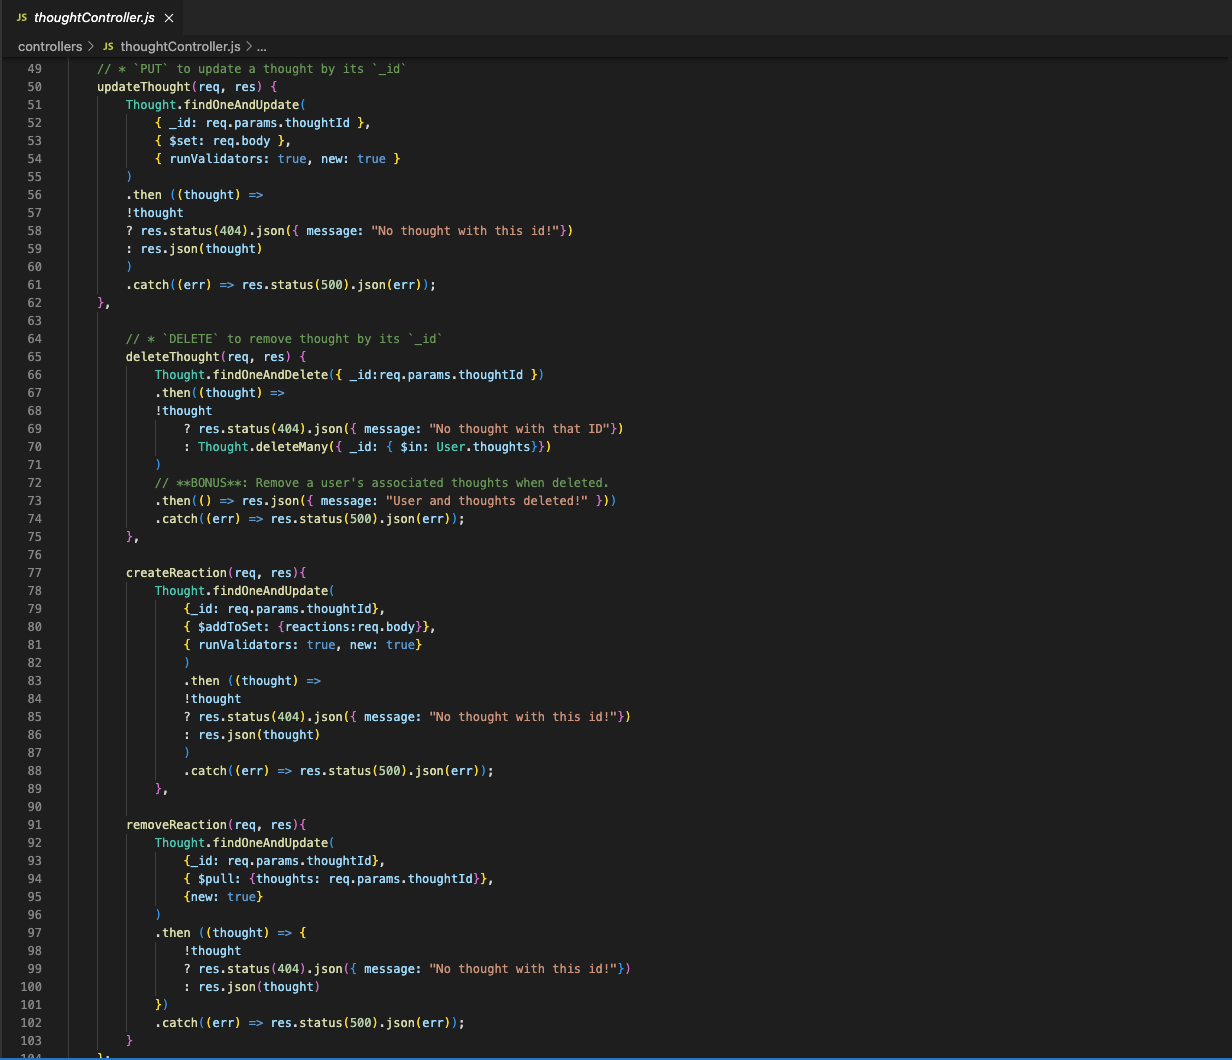 JS thoughtController.js ×
controllers > JS thoughtController.js > ...
49 // * `PUT` to update a thought by its `_id`
50 updateThought(req, res) {
51 Thought.findOneAndUpdate(
52 { _id: req.params.thoughtId },
53 { $set: req.body },
54 { runValidators: true, new: true }
55 )
56 .then ((thought) =>
57 !thought
58 ? res.status(404).json({ message: "No thought with this id!"})
59 : res.json(thought)
60 )
61 .catch((err) => res.status(500).json(err));
62 },
63
64 // * `DELETE` to remove thought by its `_id`
65 deleteThought(req, res) {
66 Thought.findOneAndDelete({ _id:req.params.thoughtId })
67 .then((thought) =>
68 !thought
69 ? res.status(404).json({ message: "No thought with that ID"})
70 : Thought.deleteMany({ _id: { $in: User.thoughts}})
71 )
72 // **BONUS**: Remove a user's associated thoughts when deleted.
73 .then(() => res.json({ message: "User and thoughts deleted!" }))
74 .catch((err) => res.status(500).json(err));
75 },
76
77 createReaction(req, res){
78 Thought.findOneAndUpdate(
79 {_id: req.params.thoughtId},
80 { $addToSet: {reactions:req.body}},
81 { runValidators: true, new: true}
82 )
83 .then ((thought) =>
84 !thought
85 ? res.status(404).json({ message: "No thought with this id!"})
86 : res.json(thought)
87 )
88 .catch((err) => res.status(500).json(err));
89 },
90
91 removeReaction(req, res){
92 Thought.findOneAndUpdate(
93 {_id: req.params.thoughtId},
94 { $pull: {thoughts: req.params.thoughtId}},
95 {new: true}
96 )
97 .then ((thought) => {
98 !thought
99 ? res.status(404).json({ message: "No thought with this id!"})
100 : res.json(thought)
101 })
102 .catch((err) => res.status(500).json(err));
103 }
104 };